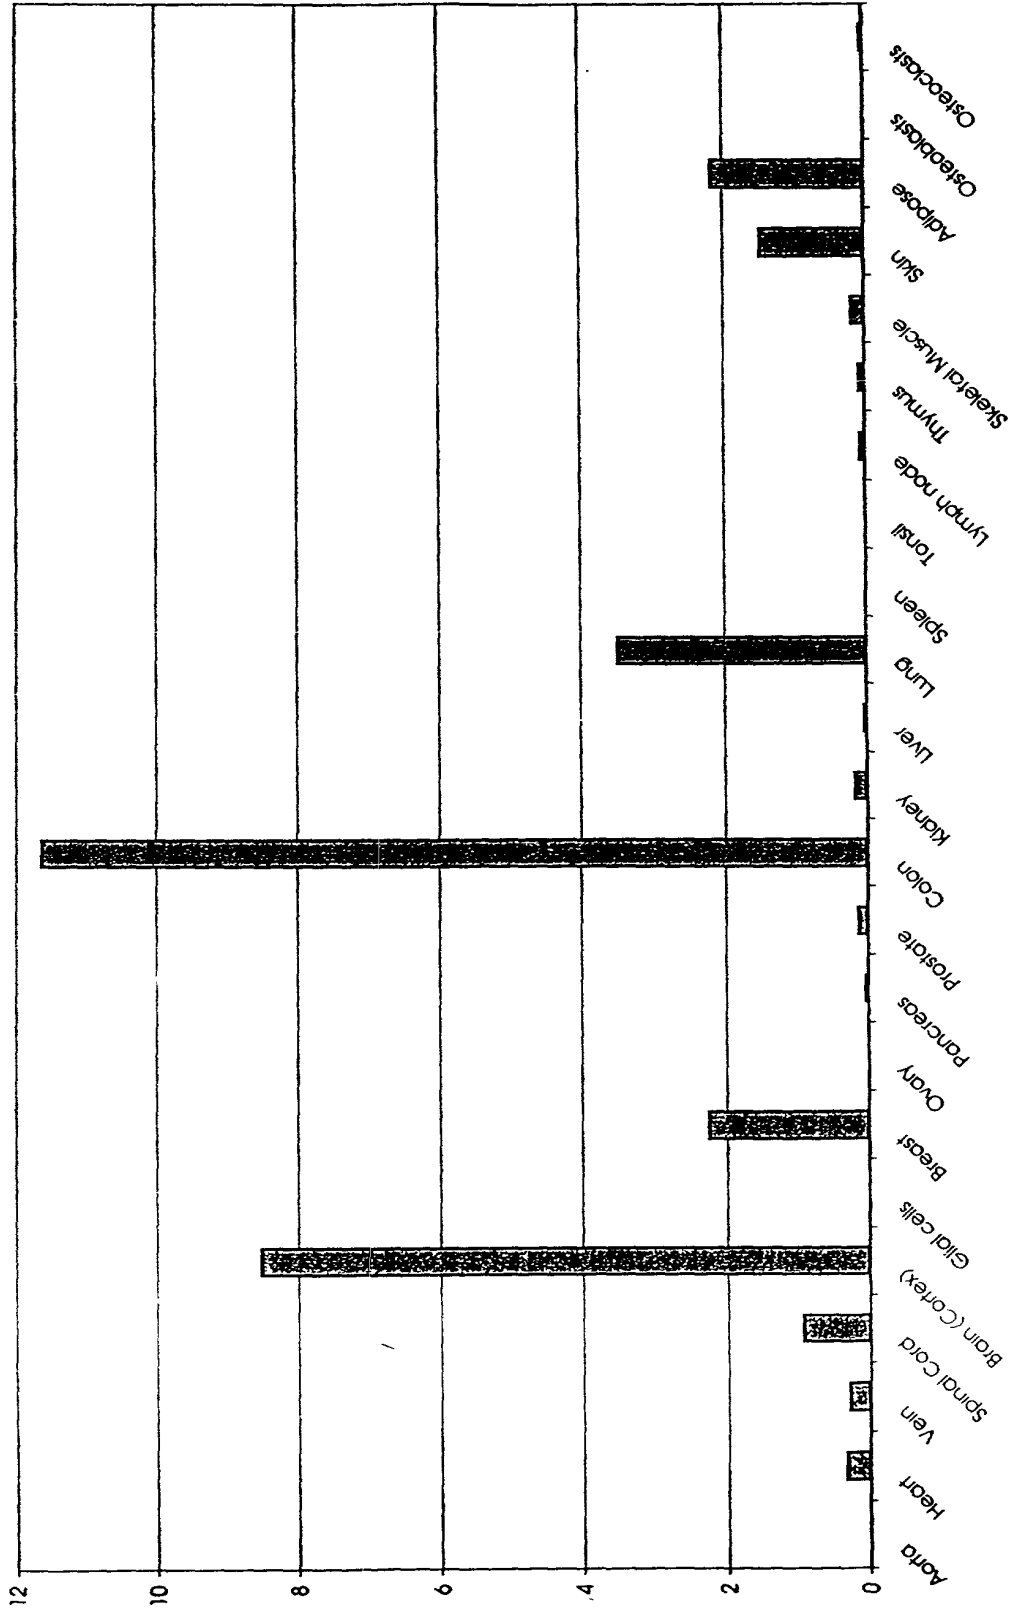 12
10
8
6
4
2
0
Aorta
Heart
Vein
Spinal Cord
Brain (Cortex)
Glial cells
Breast
Ovary
Pancreas
Prostate
Colon
Kidney
Liver
Lung
Spleen
Tonsil
Lymph node
Thymus
Skeletal Muscle
Skin
Adipose
Osteoblasts
Osteoclasts